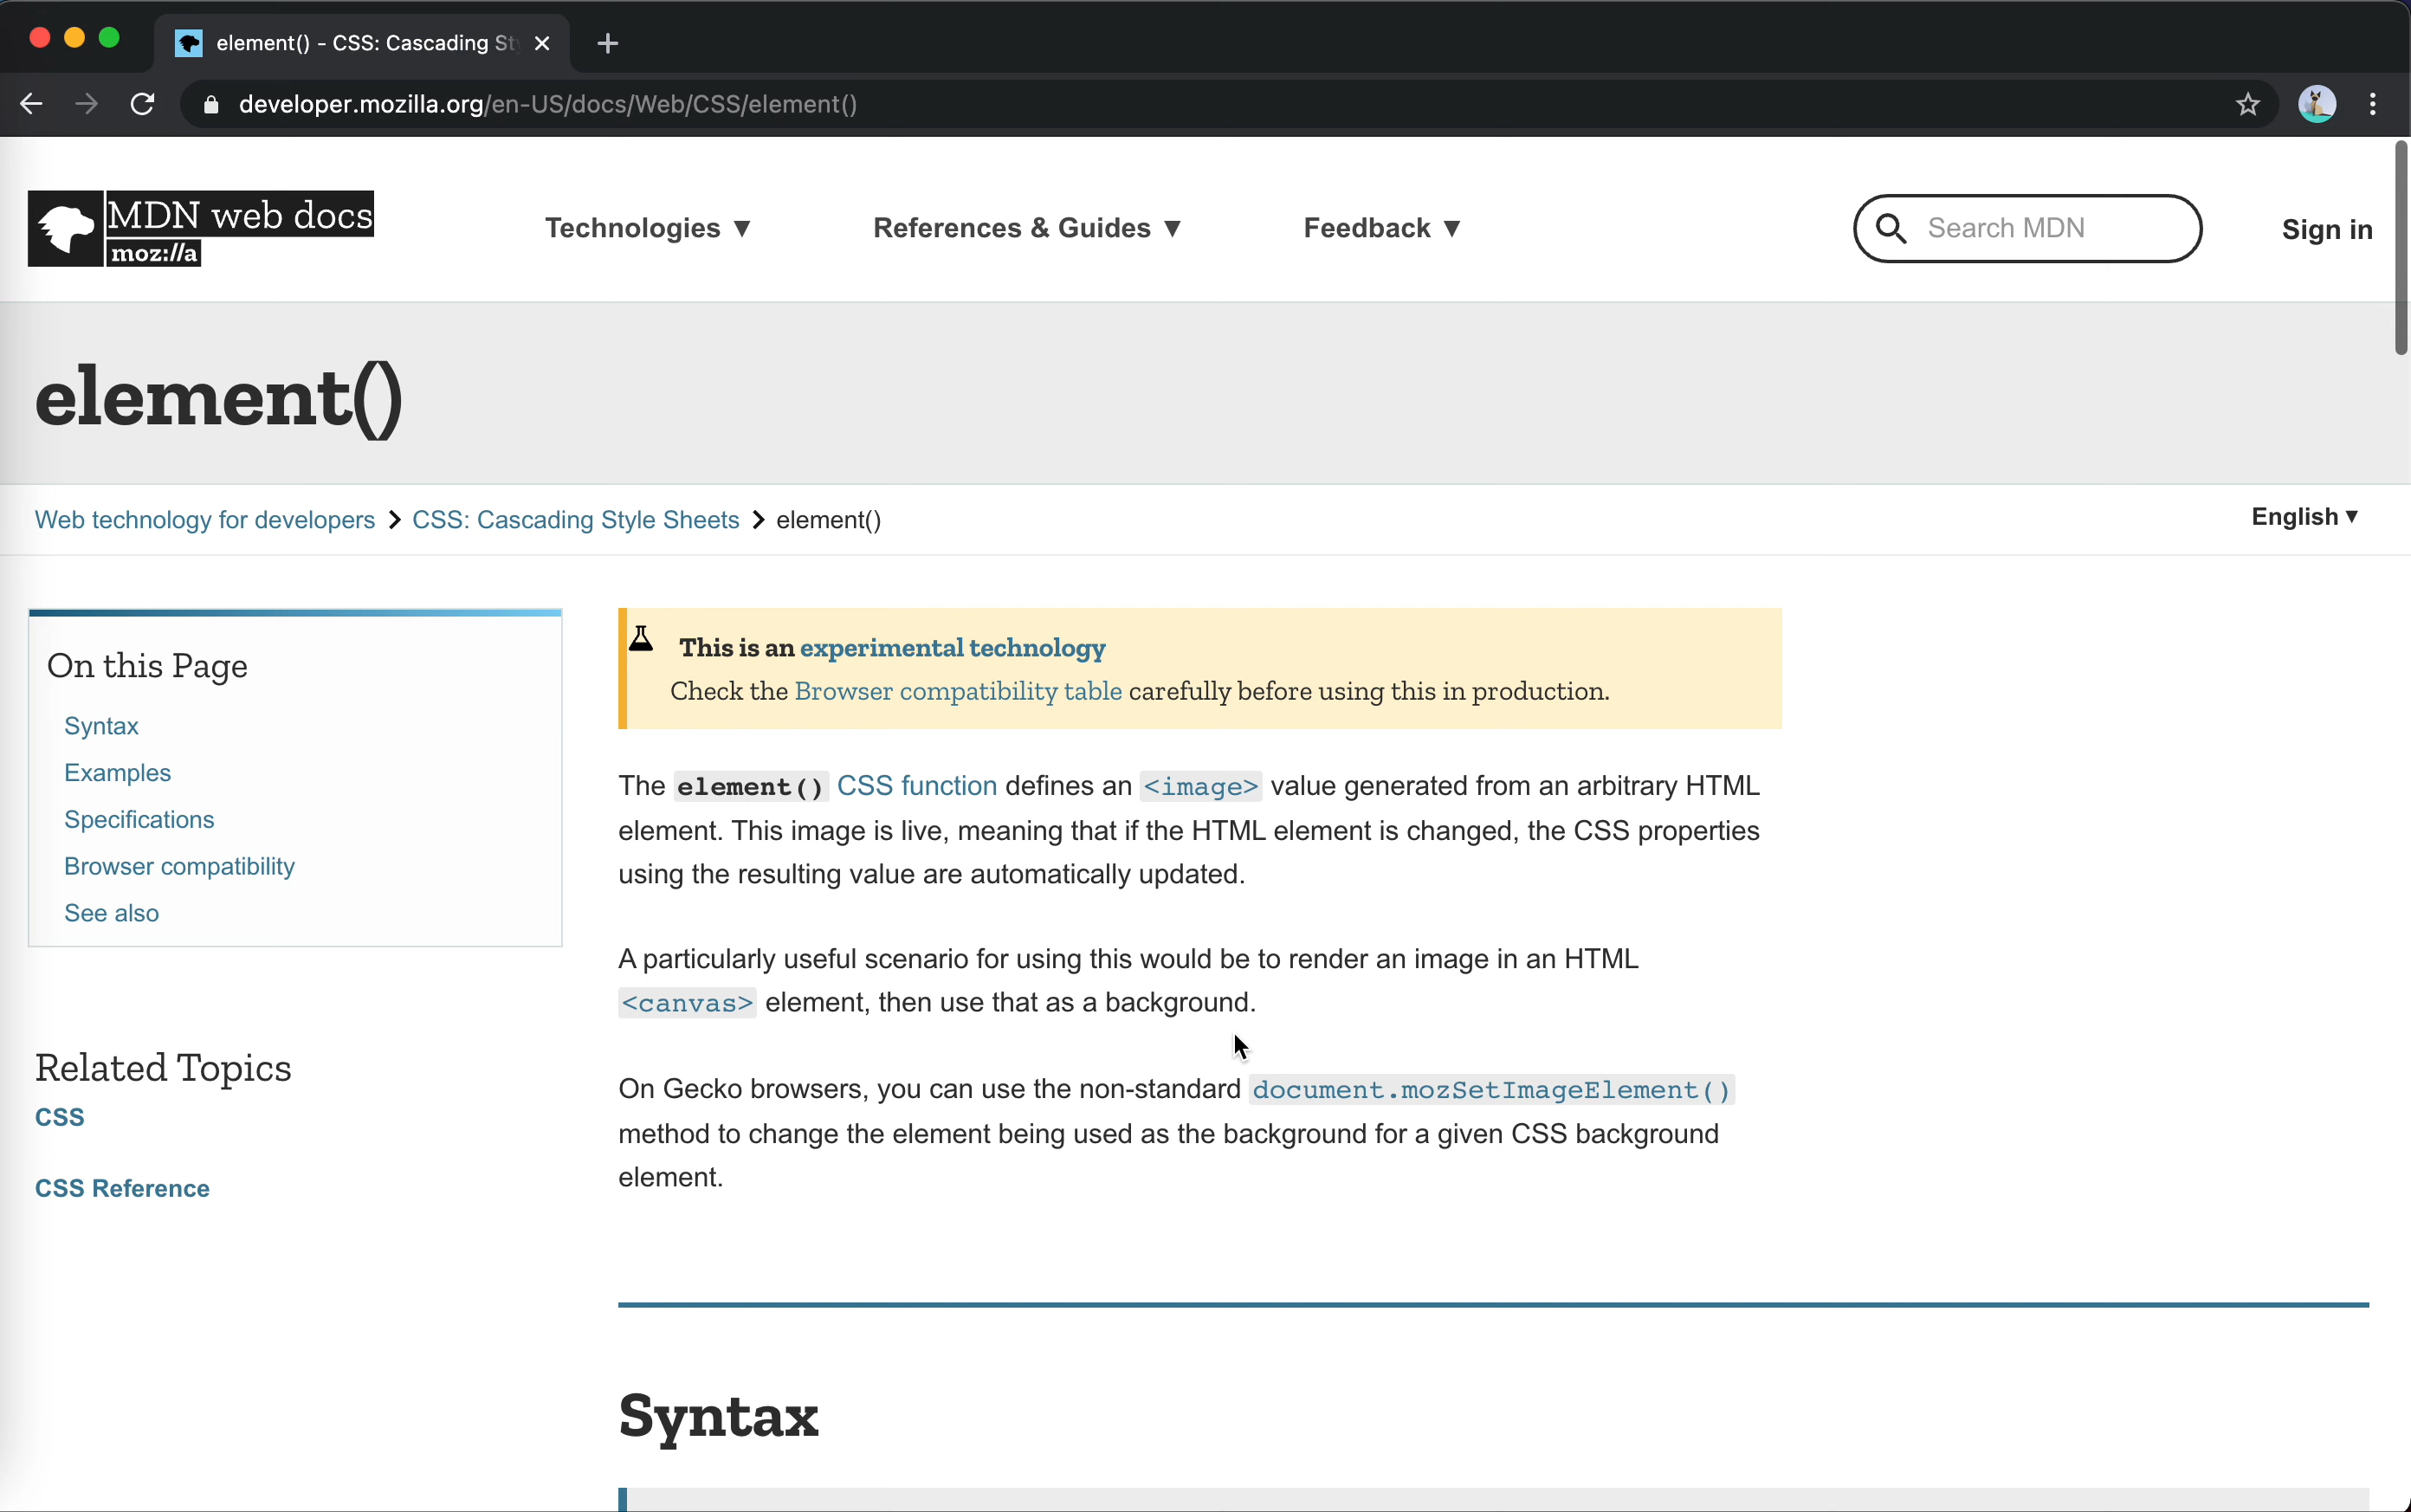 element() - CSS: Cascading St
developer.mozilla.org/en-US/docs/Web/CSS/element()
MDN web docs
moz://a
Technologies ▼
References & Guides ▼
Feedback ▼
Search MDN
Sign in
element()
Web technology for developers > CSS: Cascading Style Sheets > element()
English ▼
On this Page
Syntax
Examples
Specifications
Browser compatibility
See also
Related Topics
CSS
CSS Reference
This is an experimental technology
Check the Browser compatibility table carefully before using this in production.
The element() CSS function defines an <image> value generated from an arbitrary HTML
element. This image is live, meaning that if the HTML element is changed, the CSS properties
using the resulting value are automatically updated.
A particularly useful scenario for using this would be to render an image in an HTML
<canvas> element, then use that as a background.
On Gecko browsers, you can use the non-standard document.mozSetImageElement()
method to change the element being used as the background for a given CSS background
element.
Syntax